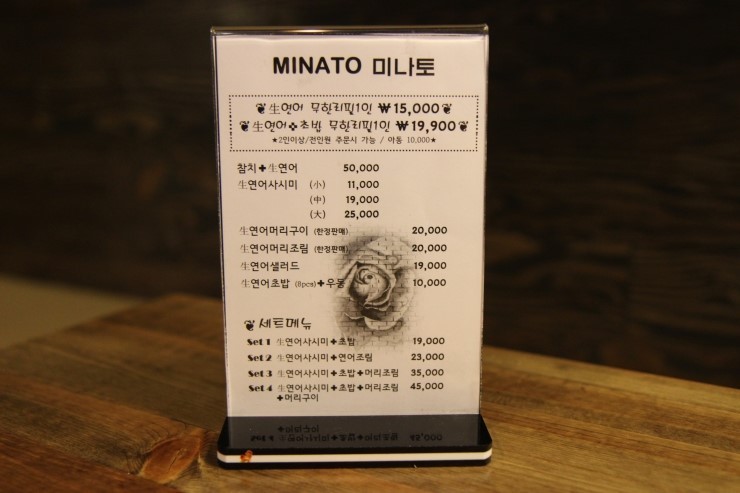 MINATO 미나토
生연어 무한리필1인 ₩15,000
生연어✤초밥 무한리필1인 ₩19,900
★2인이상/전인원 주문시 가능 / 아동 10,000★
참치✚生연어 50,000
生연어사시미 (小) 11,000
(中) 19,000
(大) 25,000
生연어머리구이 (한정판매) 20,000
生연어머리조림 (한정판매) 20,000
生연어샐러드 19,000
生연어초밥 (8pcs)✚우동 10,000
세트메뉴
Set 1 生연어사시미✚초밥 19,000
Set 2 生연어사시미✚연어조림 23,000
Set 3 生연어사시미✚초밥✚머리조림 35,000
Set 4 生연어사시미✚초밥✚머리조림 45,000
✚머리구이